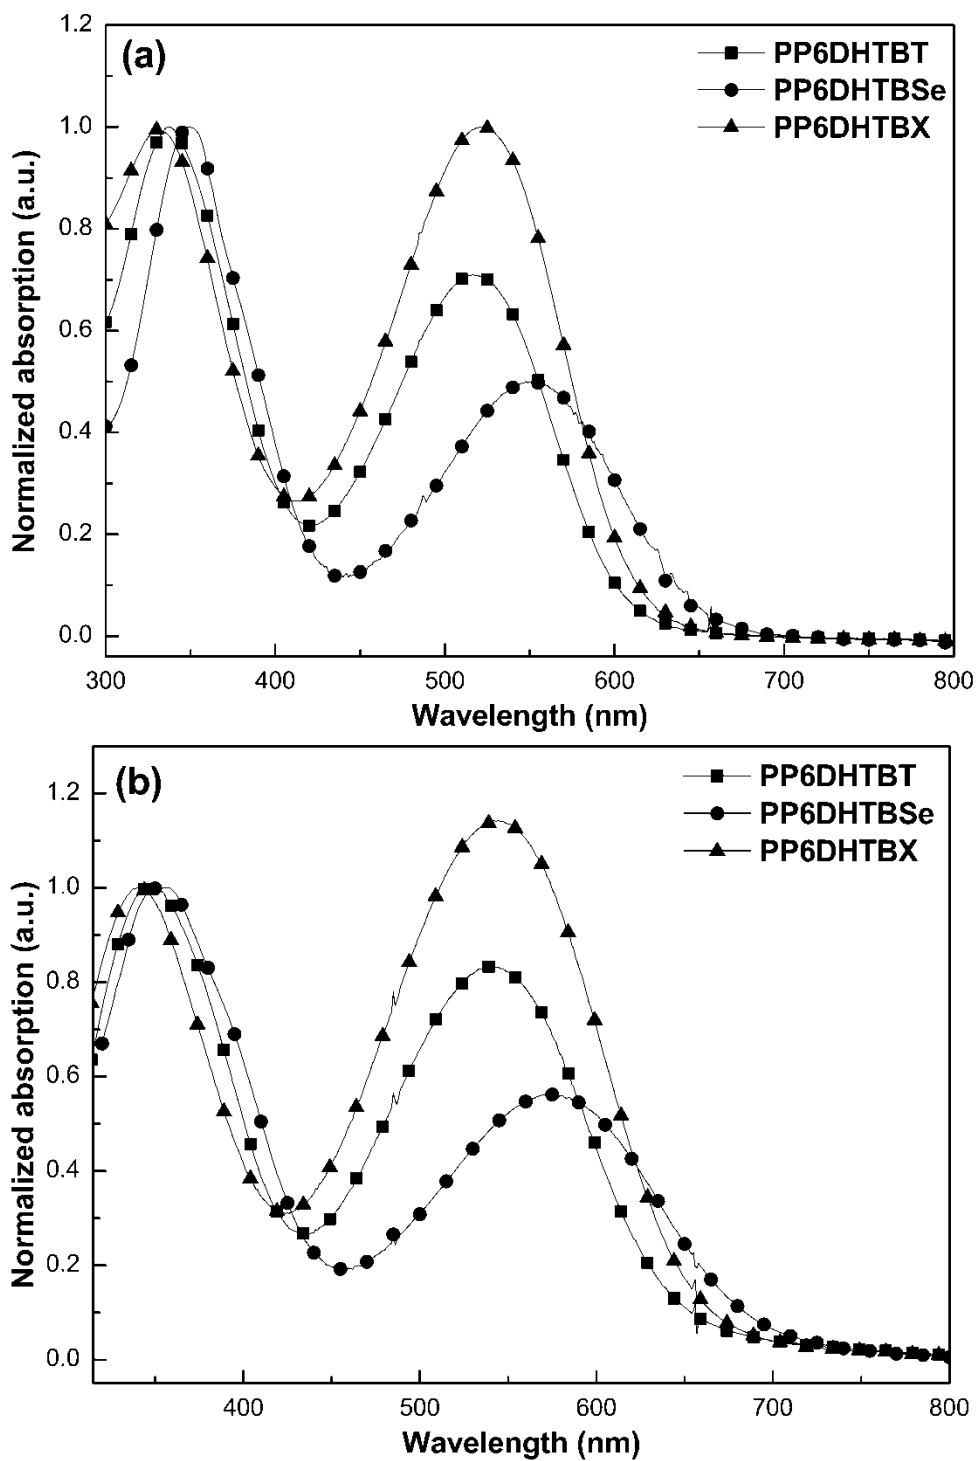 (a)
PP6DHTBT
PP6DHTBSe
PP6DHTBX
Normalized absorption (a.u.)
1.2
1.0
0.8
0.6
0.4
0.2
0.0
300 400 500 600 700 800
Wavelength (nm)
(b)
PP6DHTBT
PP6DHTBSe
PP6DHTBX
Normalized absorption (a.u.)
1.2
1.0
0.8
0.6
0.4
0.2
0.0
400 500 600 700 800
Wavelength (nm)